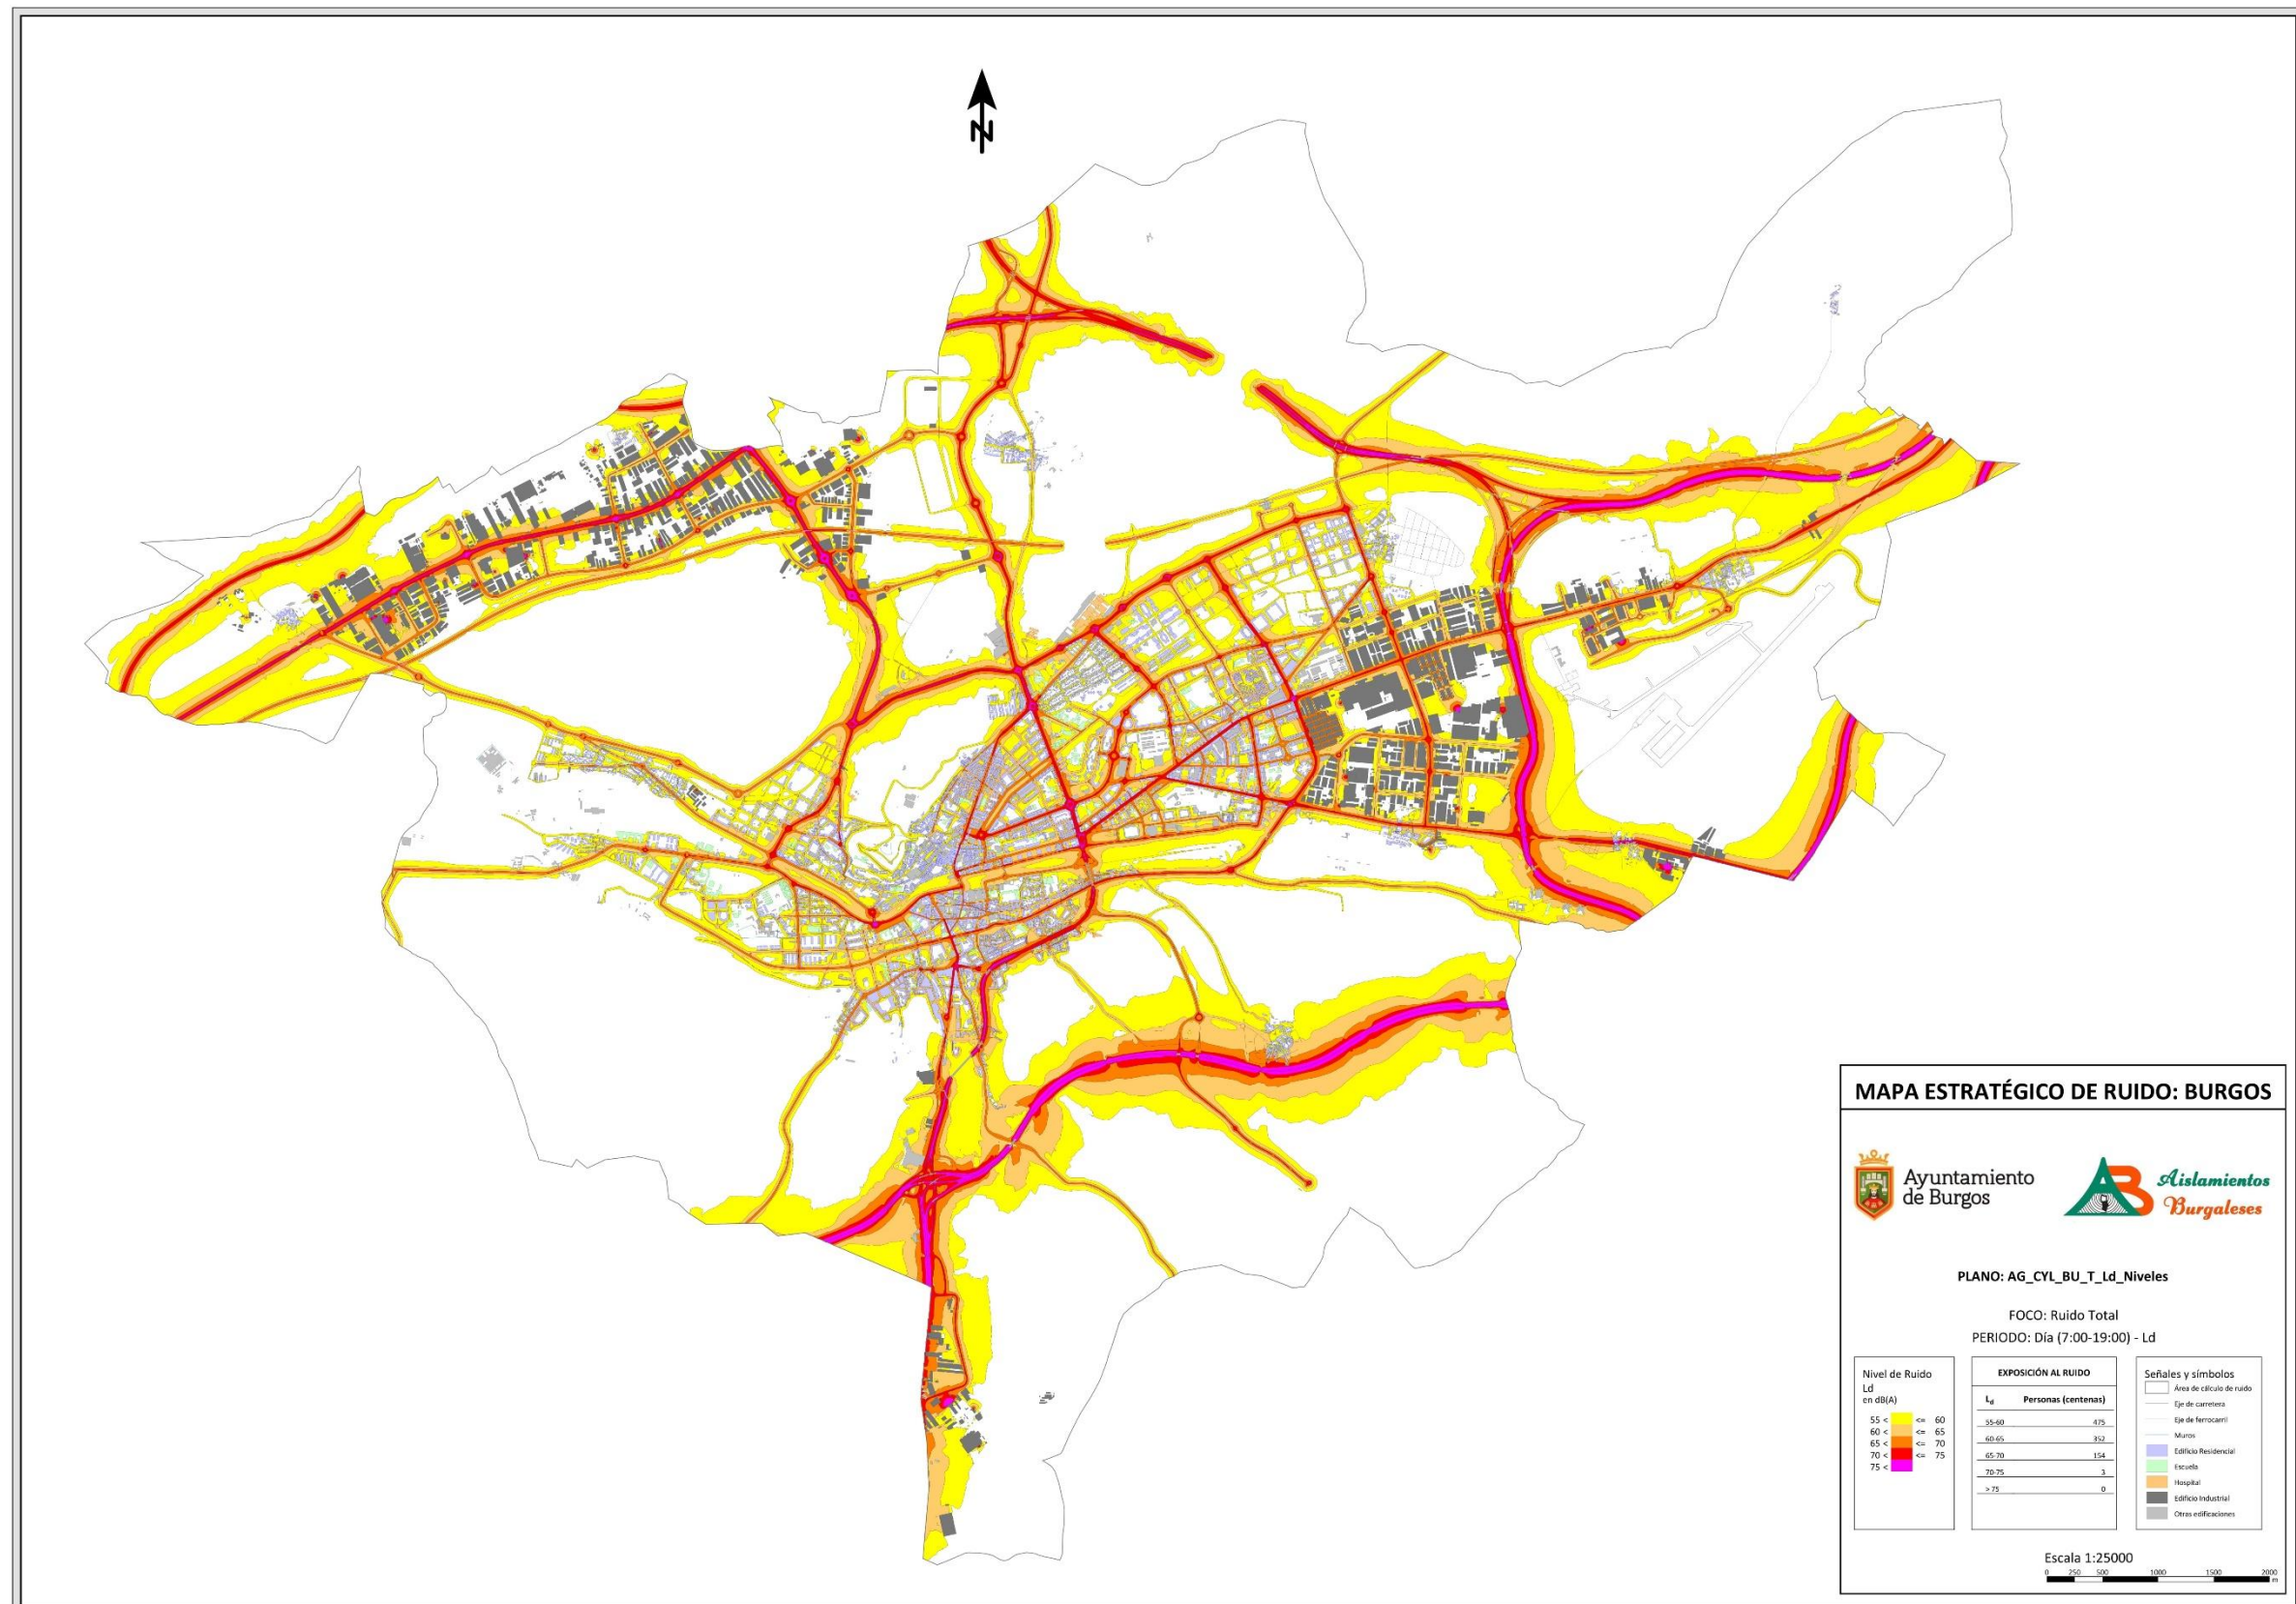 N
MAPA ESTRATÉGICO DE RUIDO: BURGOS
Ayuntamiento
de Burgos
AB
Aislamientos
Burgaleses
PLANO: AG_CYL_BU_T_Ld_Niveles
FOCO: Ruido Total
PERIODO: Día (7:00-19:00) - Ld
Nivel de Ruido
Ld
en dB(A)
55 < <= 60
60 < <= 65
65 < <= 70
70 < <= 75
75 <
EXPOSICIÓN AL RUIDO
Ld Personas (centenas)
55-60 475
60-65 352
65-70 154
70-75 3
> 75 0
Señales y símbolos
Área de cálculo de ruido
Eje de carretera
Eje de ferrocarril
Muros
Edificio Residencial
Escuela
Hospital
Edificio Industrial
Otras edificaciones
Escala 1:25000
0 250 500 1000 1500 2000
m